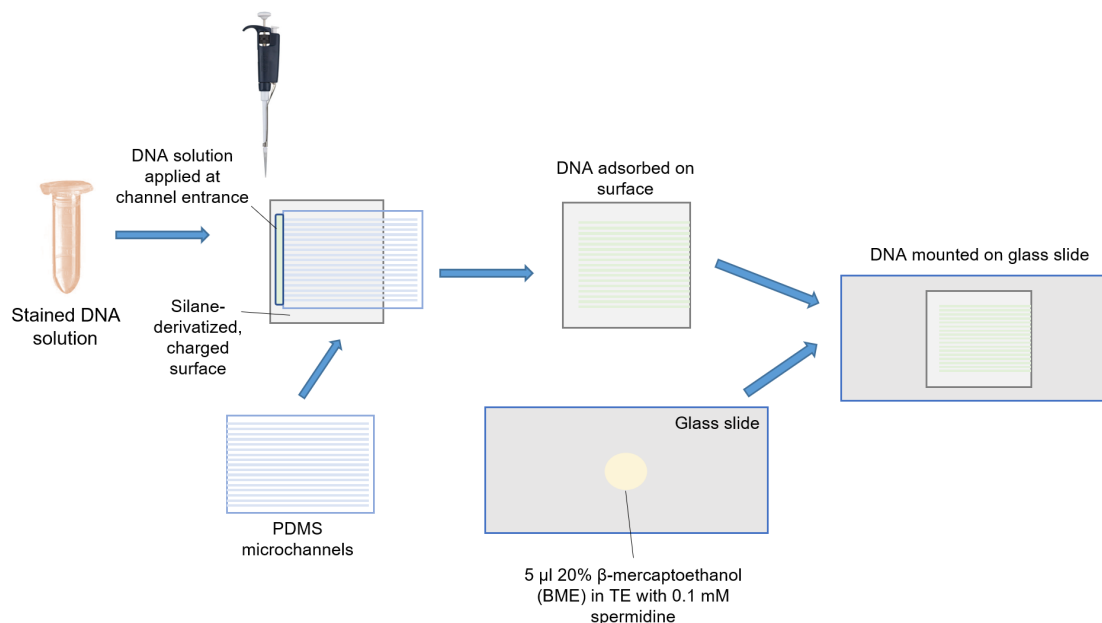 DNA solution
applied at
channel entrance
Stained DNA
solution
Silane-
derivatized,
charged
surface
PDMS
microchannels
DNA adsorbed on
surface
Glass slide
5 µl 20% β-mercaptoethanol
(BME) in TE with 0.1 mM
spermidine
DNA mounted on glass slide